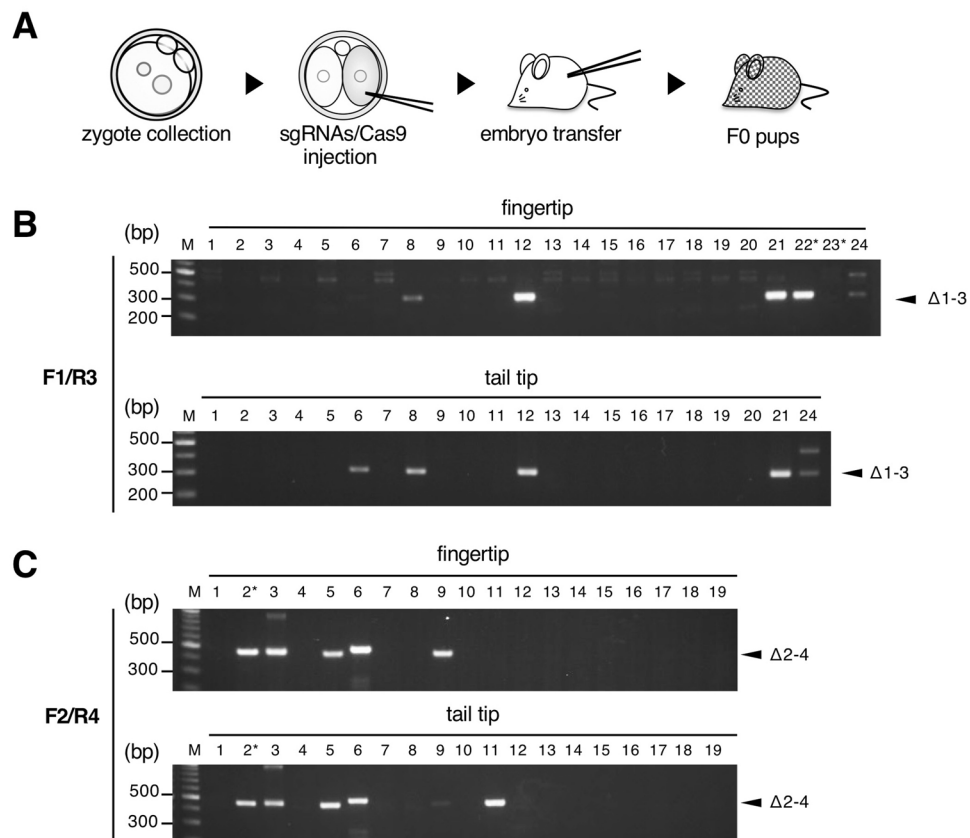 A
zygote collection
sgRNAs/Cas9
injection
embryo transfer
F0 pups
B
fingertip
(bp)
M 1 2 3 4 5 6 7 8 9 10 11 12 13 14 15 16 17 18 19 20 21 22* 23* 24
500
300
200
Δ1-3
F1/R3
tail tip
(bp)
M 1 2 3 4 5 6 7 8 9 10 11 12 13 14 15 16 17 18 19 20 21 24
500
300
200
Δ1-3
C
fingertip
(bp)
M 1 2* 3 4 5 6 7 8 9 10 11 12 13 14 15 16 17 18 19
500
300
Δ2-4
F2/R4
tail tip
(bp)
M 1 2* 3 4 5 6 7 8 9 10 11 12 13 14 15 16 17 18 19
500
300
Δ2-4